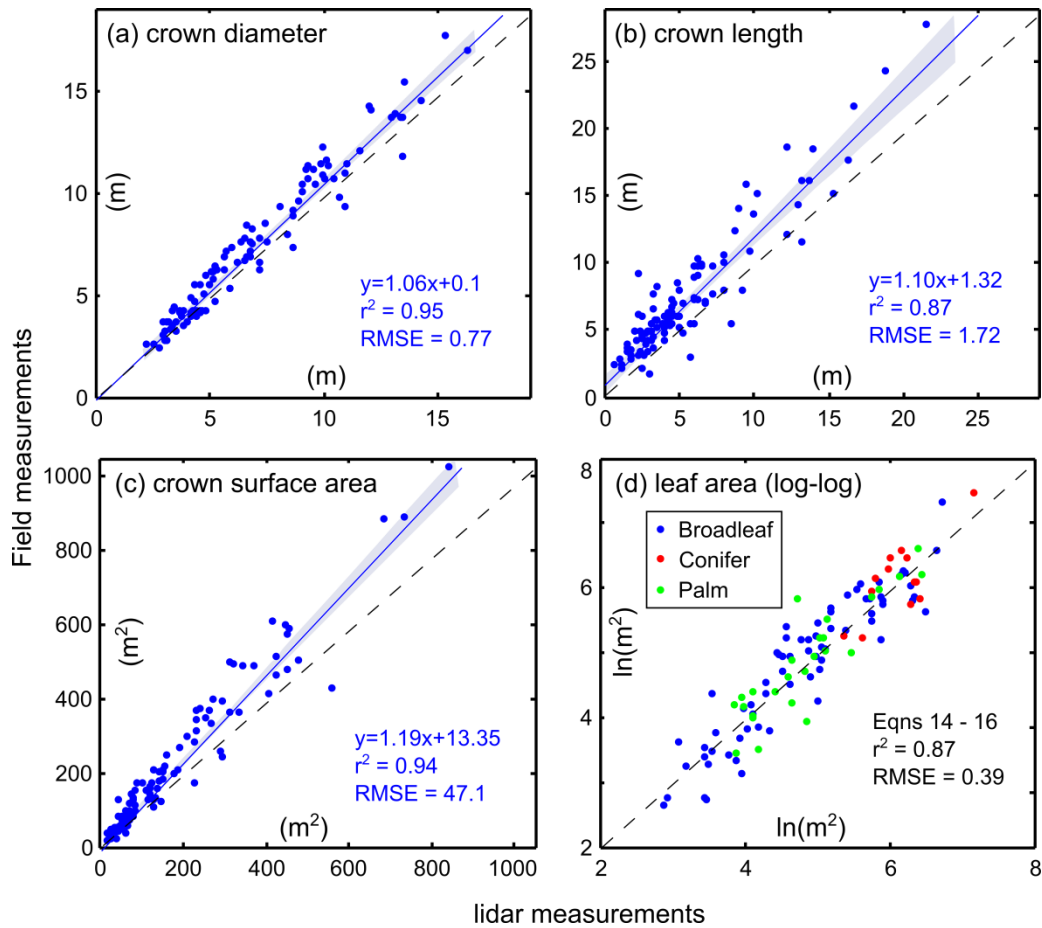 (a) crown diameter
15
10
5
0
(m)
y=1.06x+0.1
r² = 0.95
RMSE = 0.77
(m)
0
5
10
15
(b) crown length
25
20
15
10
5
0
(m)
y=1.10x+1.32
r² = 0.87
RMSE = 1.72
(m)
0
5
10
15
20
25
Field measurements
(c) crown surface area
1000
800
600
400
200
0
(m²)
y=1.19x+13.35
r² = 0.94
RMSE = 47.1
(m²)
0
200
400
600
800
1000
(d) leaf area (log-log)
Broadleaf
Conifer
Palm
8
6
4
2
ln(m²)
Eqns 14 - 16
r² = 0.87
RMSE = 0.39
ln(m²)
2
4
6
8
lidar measurements